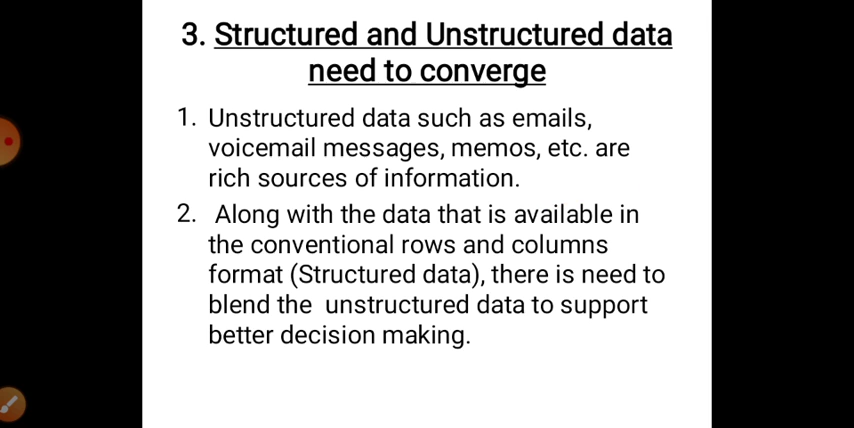 3. Structured and Unstructured data
need to converge
1. Unstructured data such as emails,
voicemail messages, memos, etc. are
rich sources of information.
2. Along with the data that is available in
the conventional rows and columns
format (Structured data), there is need to
blend the unstructured data to support
better decision making.